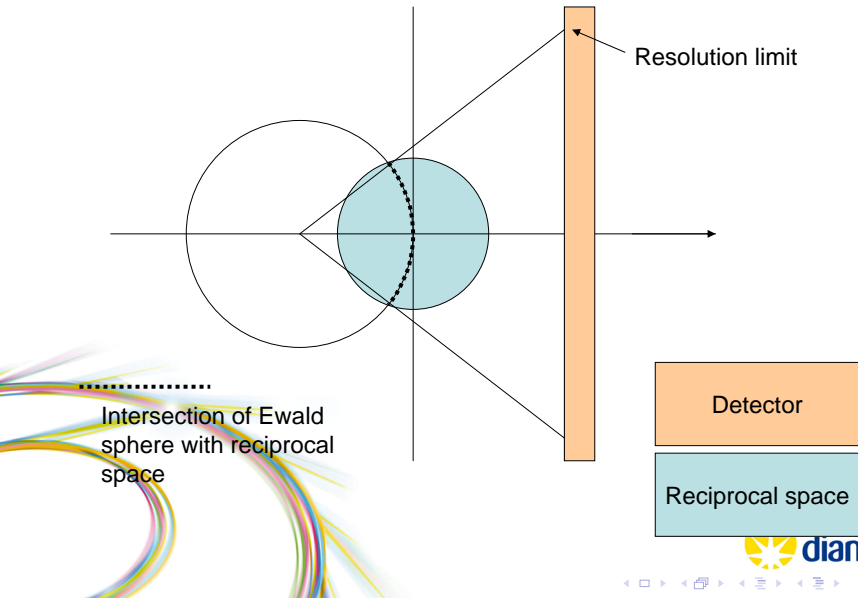 Resolution limit
Intersection of Ewald
sphere with reciprocal
space
Detector
Reciprocal space
diam